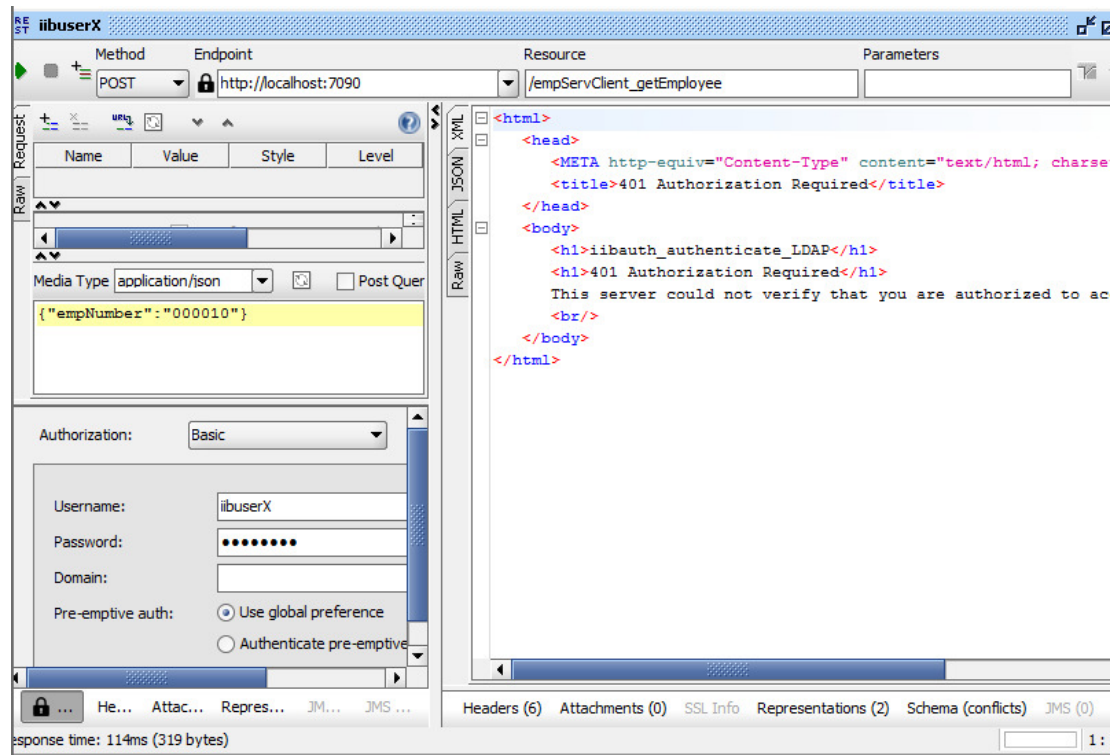 REST iibuserX
Method Endpoint Resource Parameters
POST http://localhost:7090 /empServClient_getEmployee
Request
Raw
Name Value Style Level
Media Type application/json Post Quer
{"empNumber":"000010"}
Authorization: Basic
Username: iibuserX
Password: ••••••••
Domain:
Pre-emptive auth: Use global preference
Authenticate pre-emptive
... He... Attac... Repres... JM... JMS ...
XML
JSON
HTML
Raw
<html>
<head>
<META http-equiv="Content-Type" content="text/html; charse
<title>401 Authorization Required</title>
</head>
<body>
<h1>iibauth_authenticate_LDAP</h1>
<h1>401 Authorization Required</h1>
This server could not verify that you are authorized to ac
<br/>
</body>
</html>
Headers (6) Attachments (0) SSL Info Representations (2) Schema (conflicts) JMS (0)
esponse time: 114ms (319 bytes) 1: